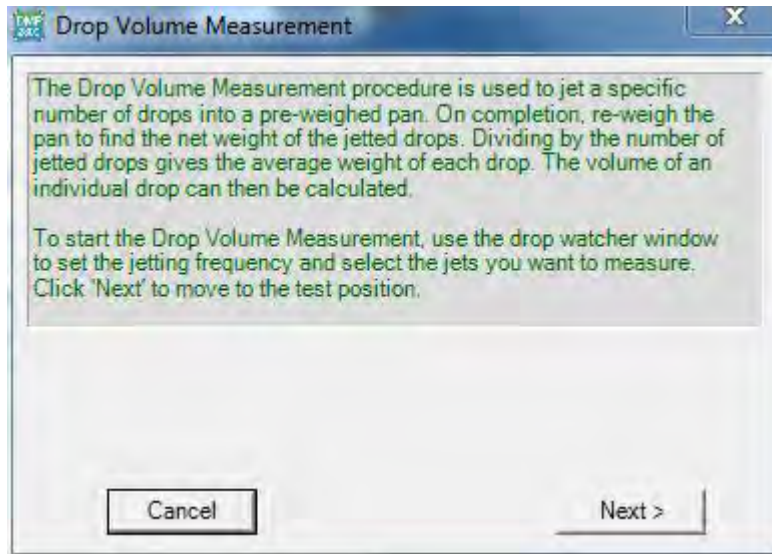 Drop Volume Measurement
X
The Drop Volume Measurement procedure is used to jet a specific
number of drops into a pre-weighed pan. On completion, re-weigh the
pan to find the net weight of the jetted drops. Dividing by the number of
jetted drops gives the average weight of each drop. The volume of an
individual drop can then be calculated.
To start the Drop Volume Measurement, use the drop watcher window
to set the jetting frequency and select the jets you want to measure.
Click 'Next' to move to the test position.
Cancel
Next >